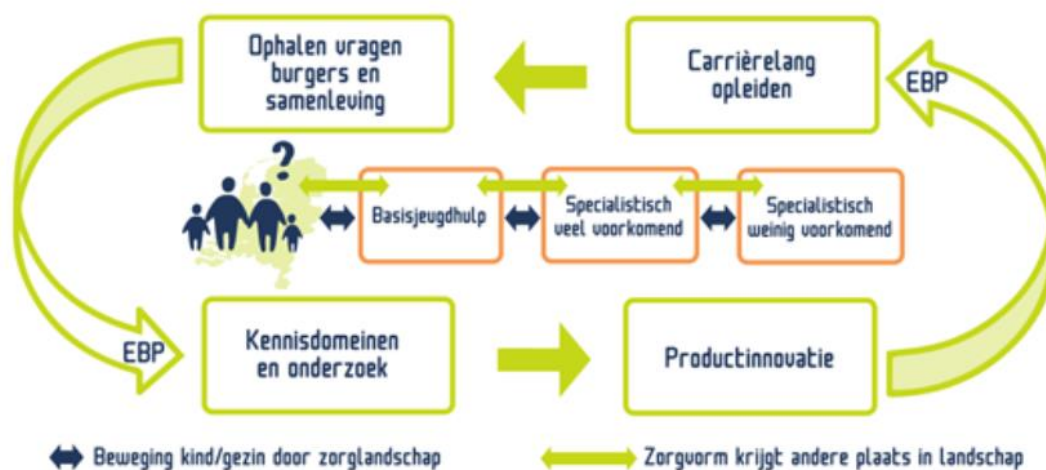 Ophalen vragen
burgers en
samenleving
Carrièrelang
opleiden
EBP
?
Basisjeugdhulp
Specialistisch
veel voorkomend
Specialistisch
weinig voorkomend
EBP
Kennisdomeinen
en onderzoek
Productinnovatie
Beweging kind/gezin door zorglandschap
Zorgvorm krijgt andere plaats in landschap